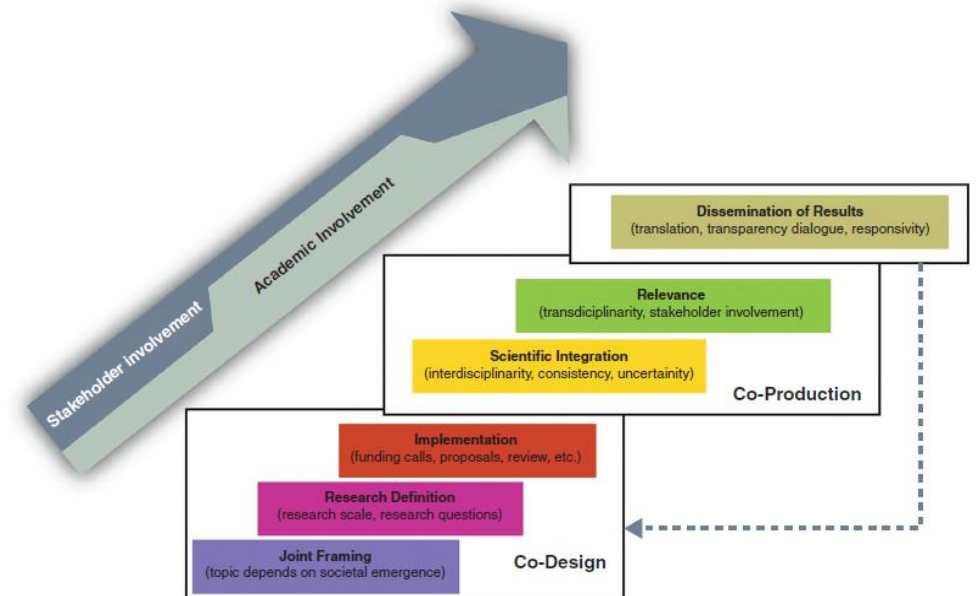 Stakeholder involvement
Academic Involvement
Dissemination of Results
(translation, transparency dialogue, responsivity)
Relevance
(transdiciplinarity, stakeholder involvement)
Scientific Integration
(interdisciplinarity, consistency, uncertainity)
Co-Production
Implementation
(funding calls, proposals, review, etc.)
Research Definition
(research scale, research questions)
Joint Framing
(topic depends on societal emergence)
Co-Design